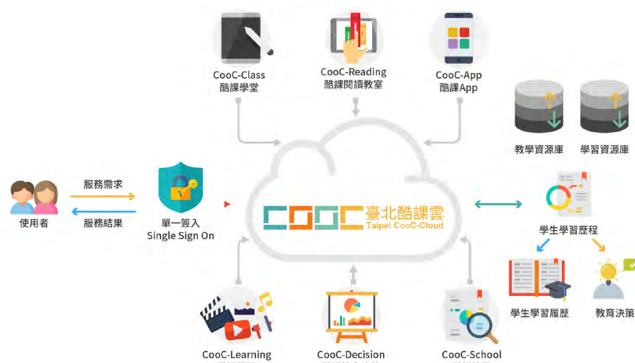 CooC-Class
酷課學堂
CooC-Reading
酷課閱讀教室
CooC-App
酷課App
教學資源庫
學習資源庫
服務需求
使用者
服務結果
單一簽入
Single Sign On
COOC臺北酷課雲
Taipei CooC-Cloud
學生學習歷程
學生學習履歷
教育決策
CooC-Learning
CooC-Decision
CooC-School